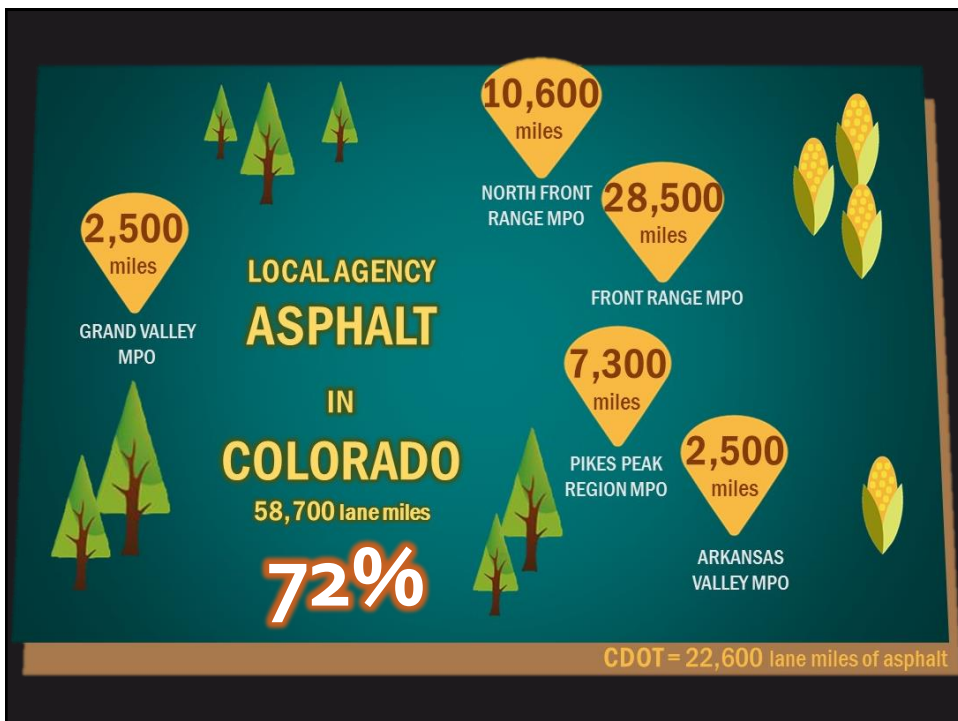 10,600
miles
NORTH FRONT
RANGE MPO
28,500
miles
FRONT RANGE MPO
2,500
miles
GRAND VALLEY
MPO
LOCAL AGENCY
ASPHALT
IN
COLORADO
58,700 lane miles
72%
7,300
miles
PIKES PEAK
REGION MPO
2,500
miles
ARKANSAS
VALLEY MPO
CDOT = 22,600 lane miles of asphalt